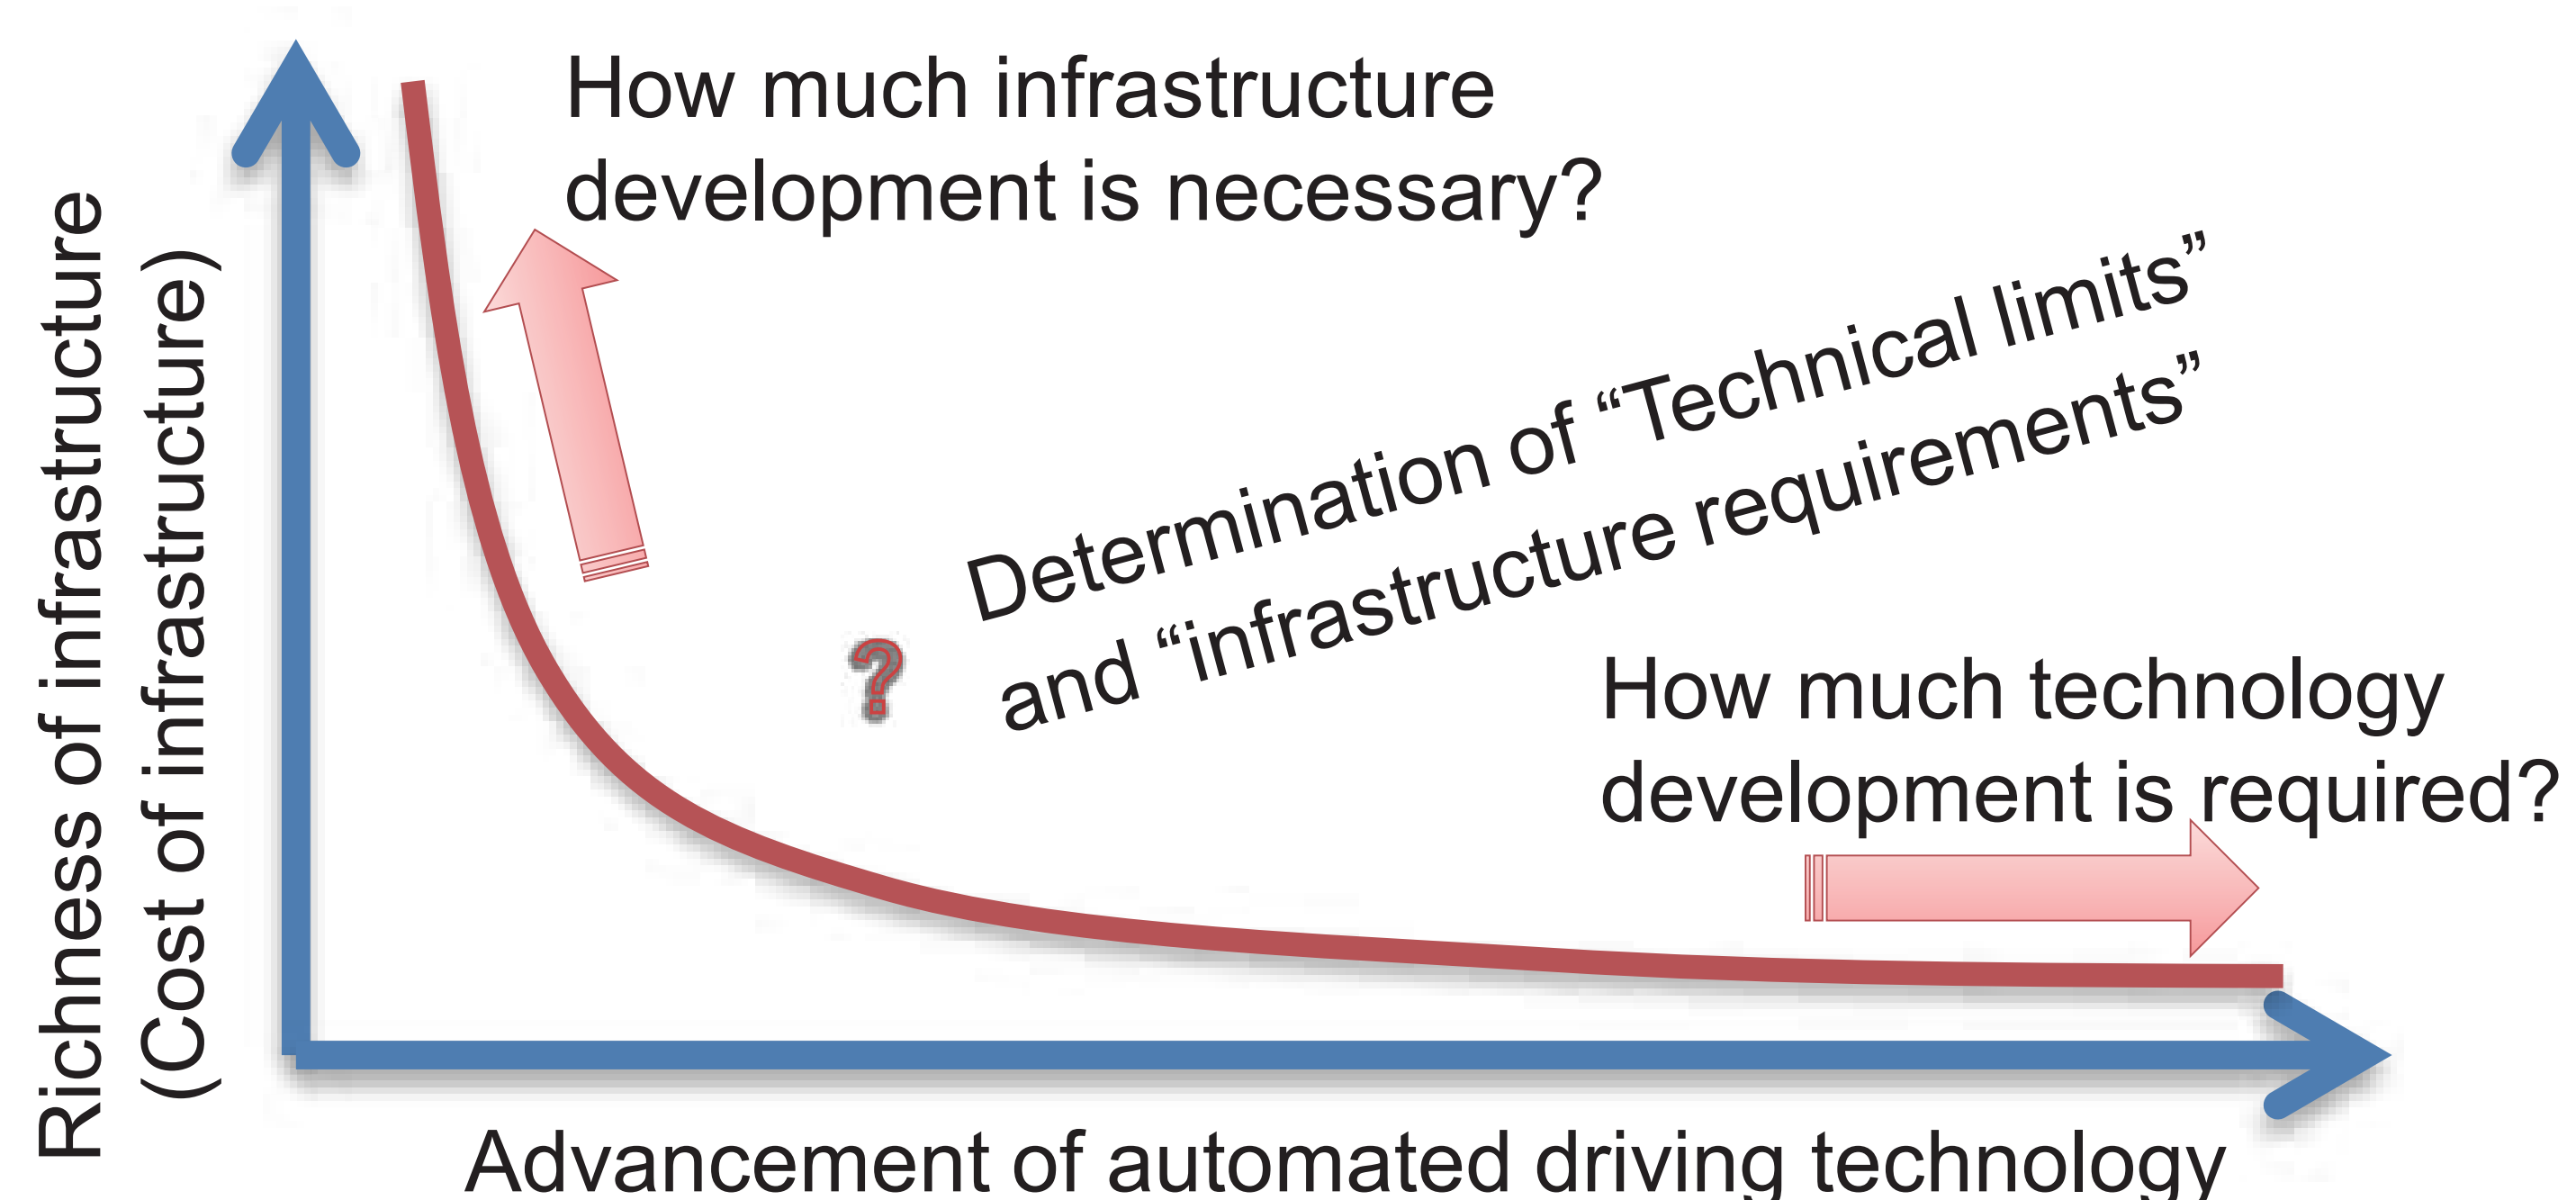 Richness of infrastructure
(Cost of infrastructure)
How much infrastructure
development is necessary?
Determination of “Technical limits”
and “infrastructure requirements”
?
How much technology
development is required?
Advancement of automated driving technology